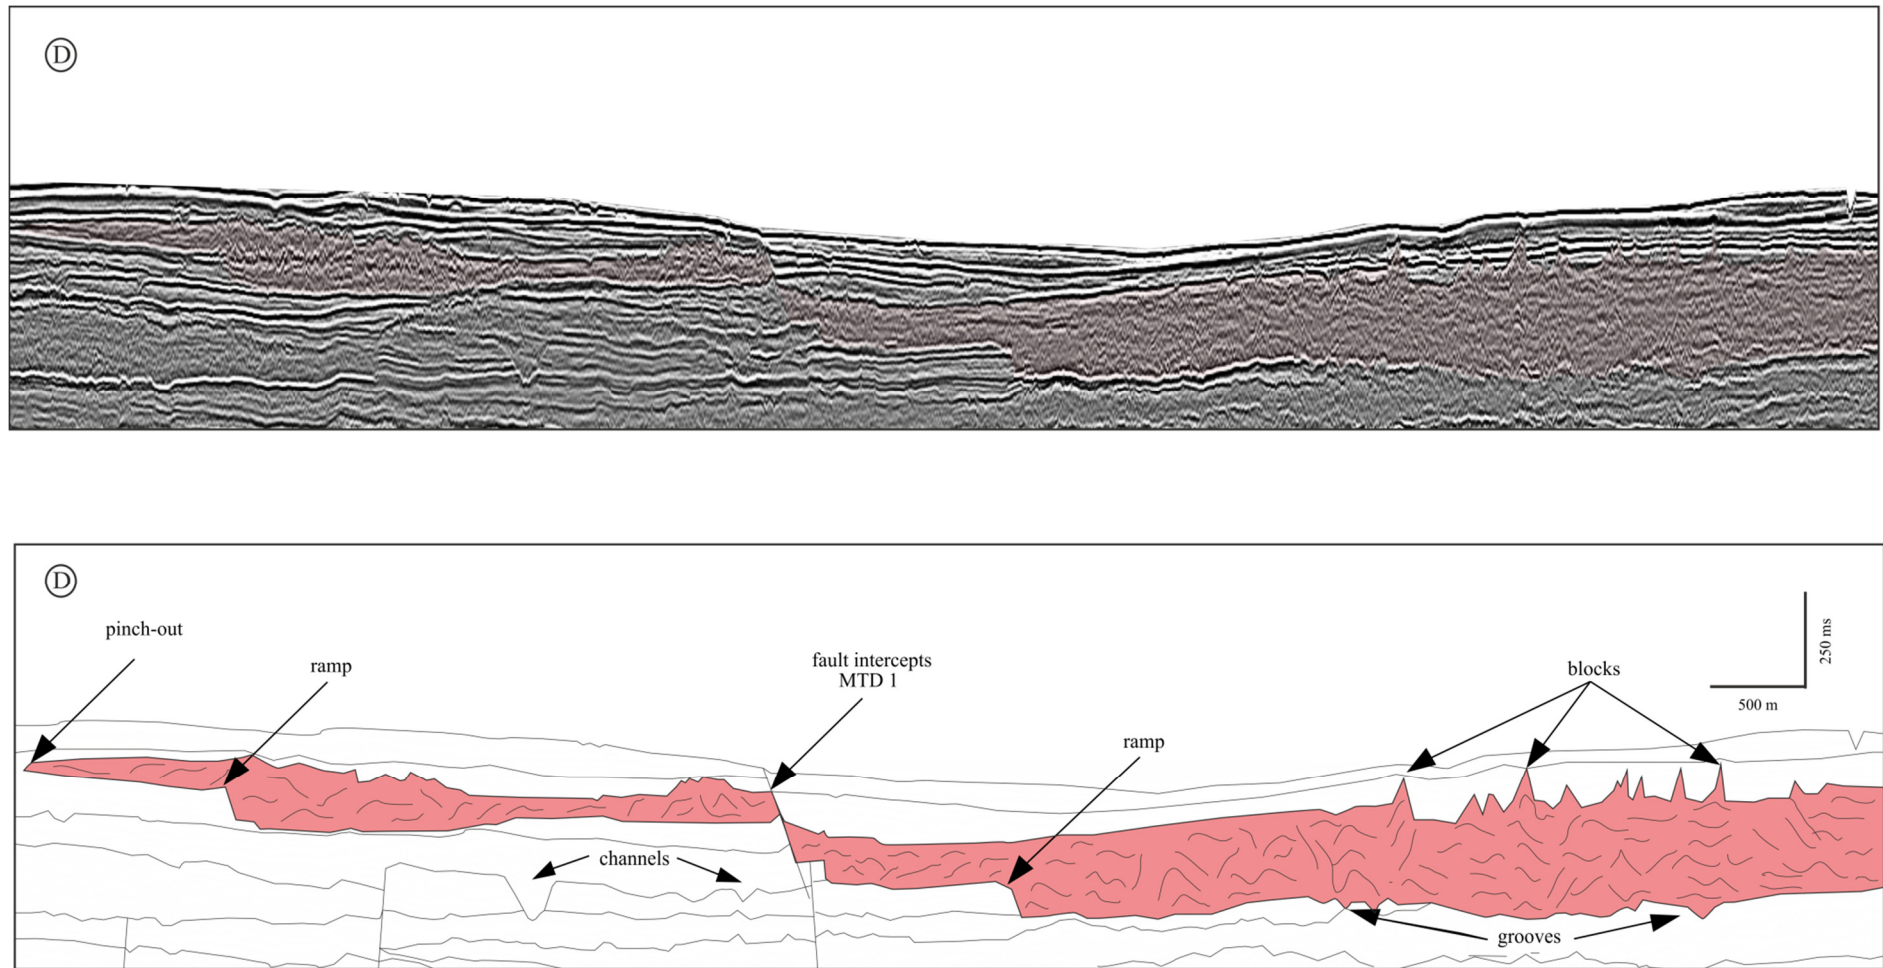 D
D
pinch-out
ramp
fault intercepts
MTD 1
ramp
blocks
250 ms
500 m
channels
grooves